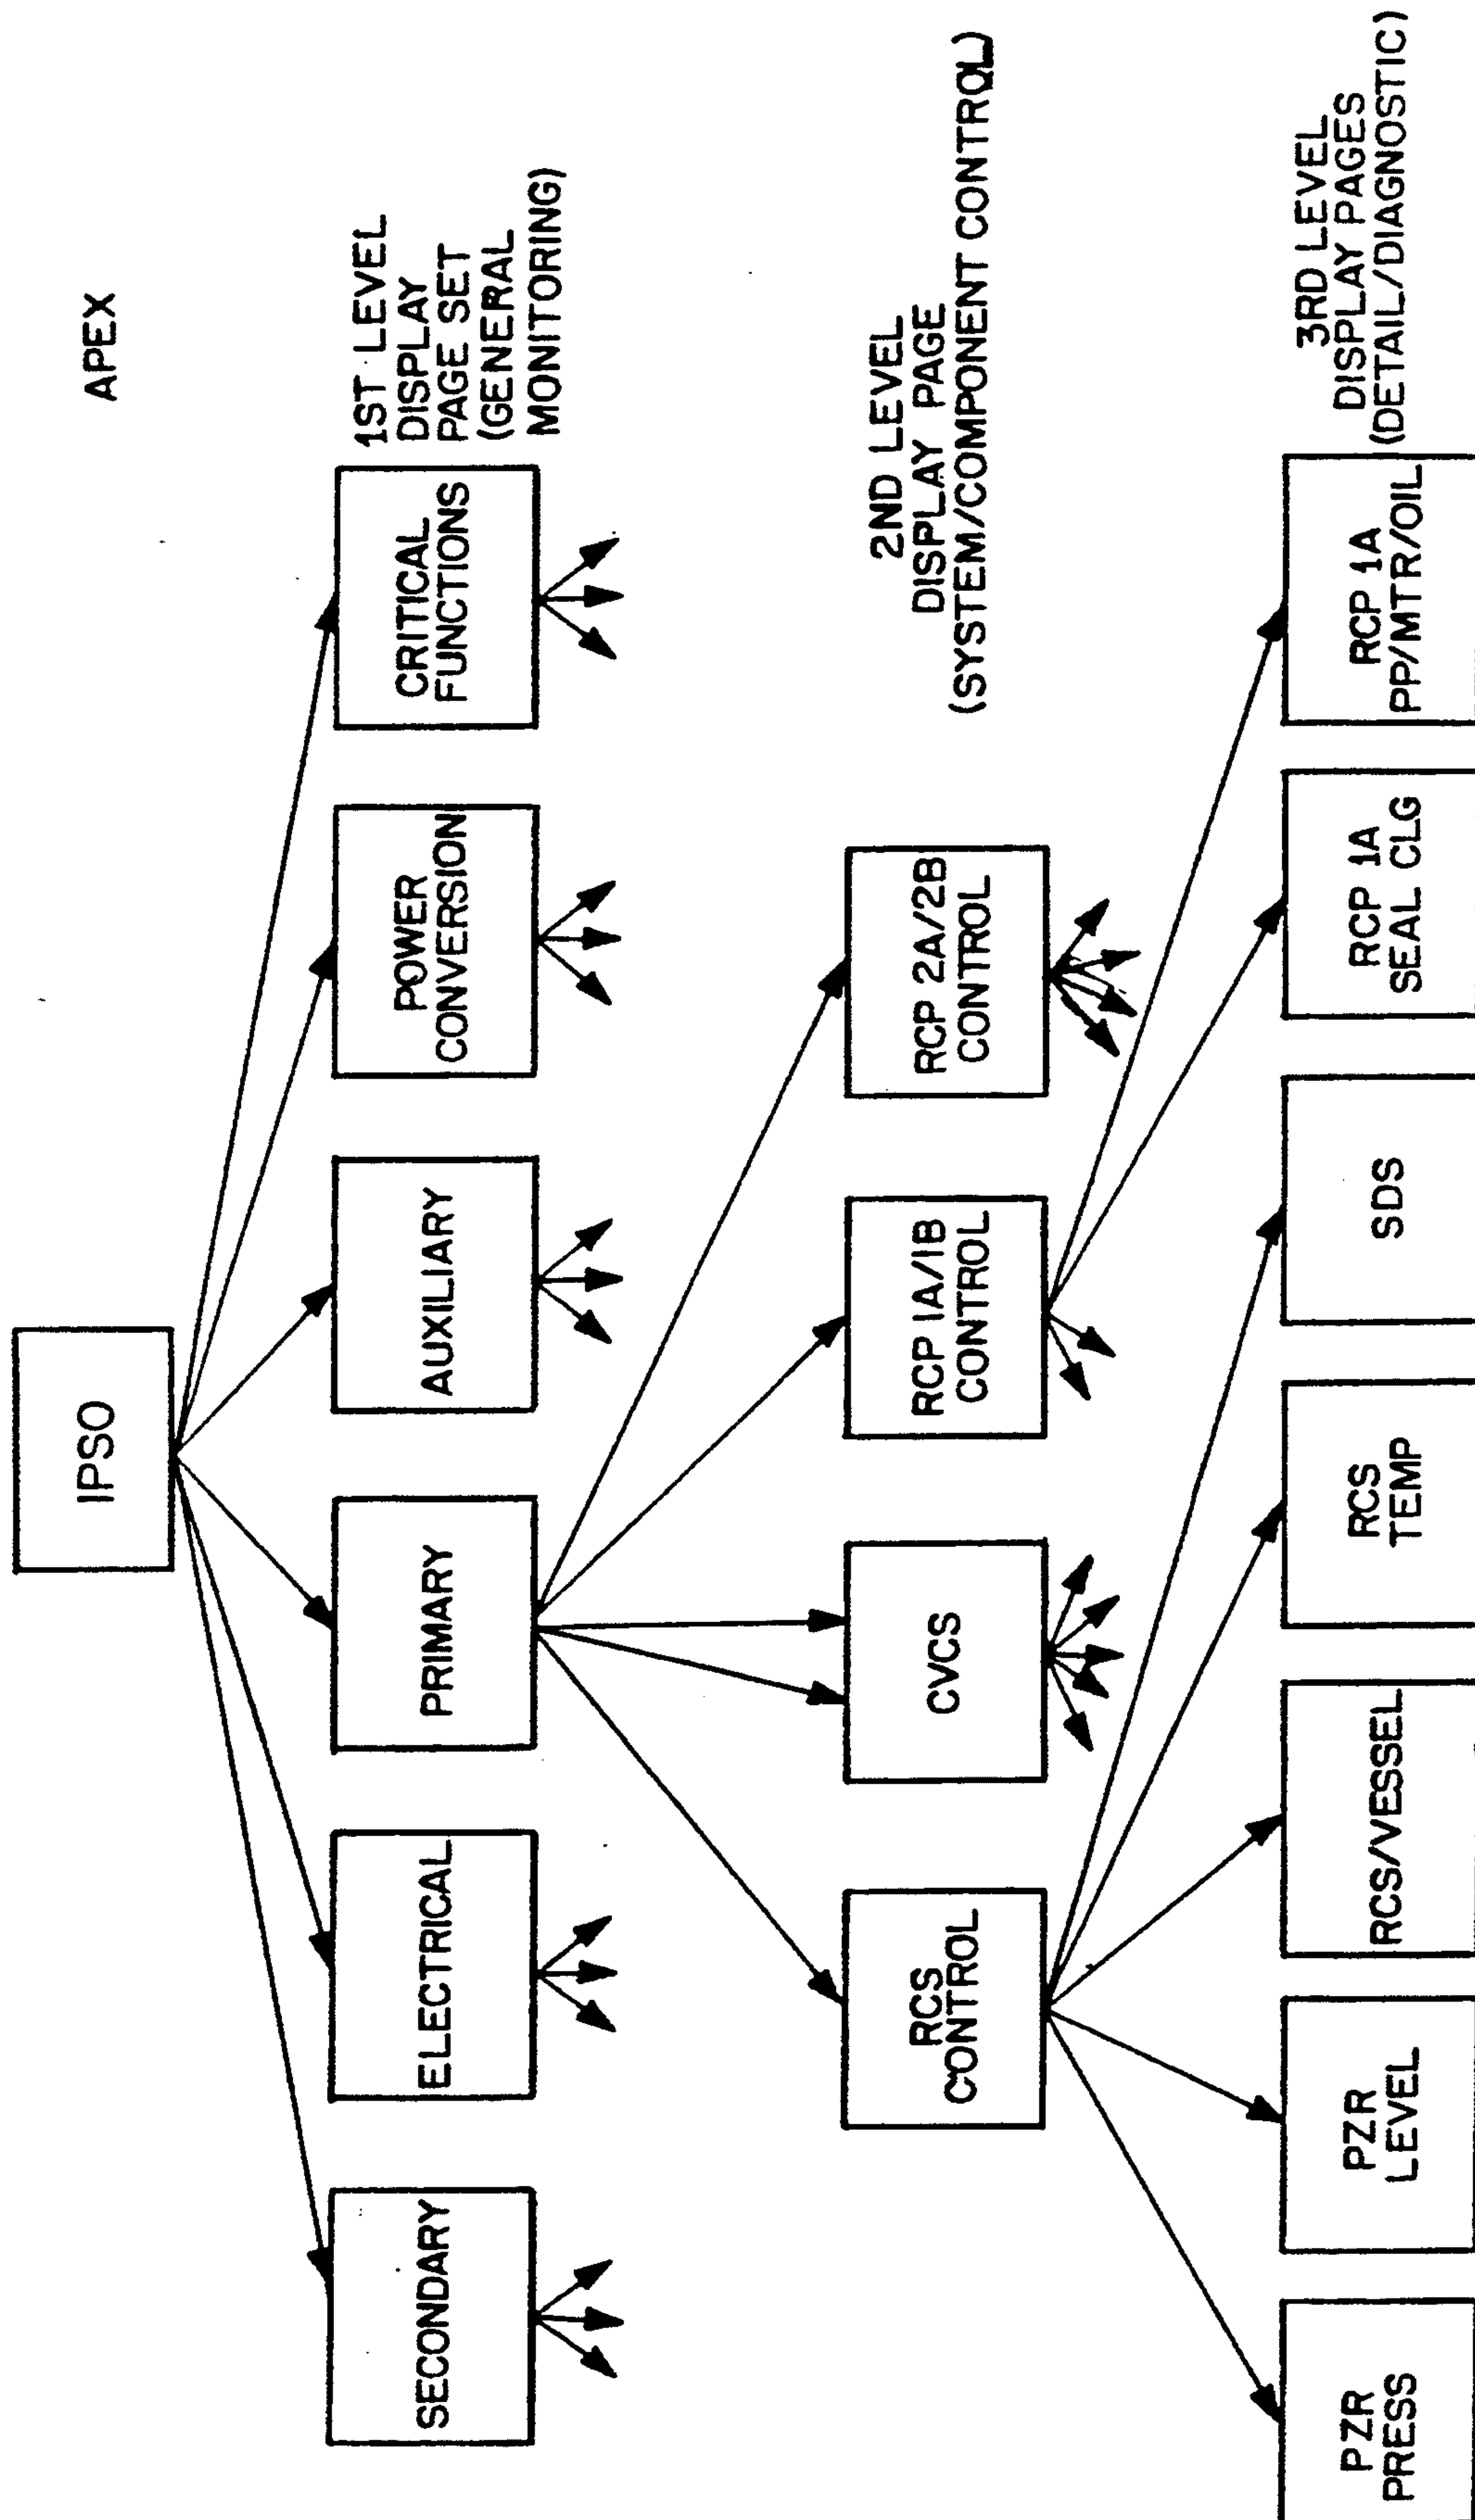 IPSO
APEX
SECONDARY
ELECTRICAL
PRIMARY
AUXILIARY
POWER
CONVERSION
CRITICAL
FUNCTIONS
1ST LEVEL
DISPLAY
PAGE SET
(GENERAL
MONITORING)
RCS
CONTROL
CVCS
RCP 1A/1B
CONTROL
RCP 2A/2B
CONTROL
2ND LEVEL
DISPLAY PAGE
(SYSTEM/COMPONENT CONTROL)
PZR
PRESS
PZR
LEVEL
RCS/VESSEL
RCS
TEMP
SDS
RCP 1A
SEAL CLG
RCP 1A
PP/MTR/OIL
3RD LEVEL
DISPLAY PAGES
(DETAIL/DIAGNOSTIC)